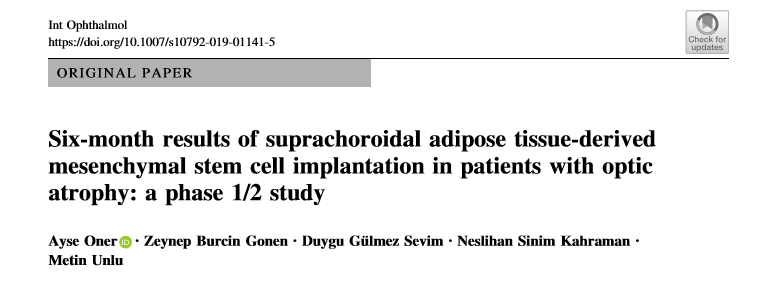 Int Ophthalmol
https://doi.org/10.1007/s10792-019-01141-5
Check for
updates
ORIGINAL PAPER
Six-month results of suprachoroidal adipose tissue-derived
mesenchymal stem cell implantation in patients with optic
atrophy: a phase 1/2 study
Ayse Oner iD · Zeynep Burcin Gonen · Duygu Gülmez Sevim · Neslihan Sinim Kahraman ·
Metin Unlu